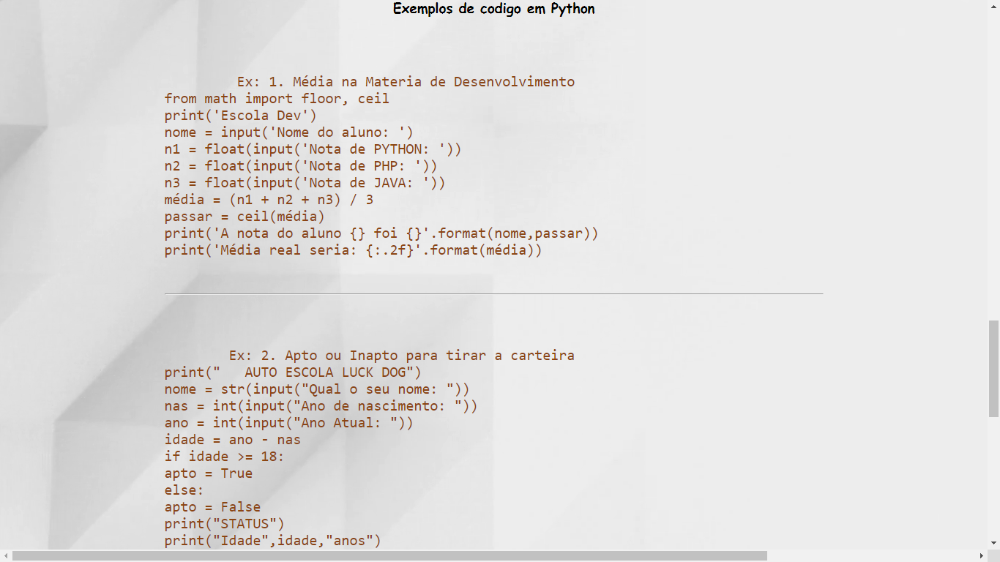 Exemplos de codigo em Python
Ex: 1. Média na Materia de Desenvolvimento
from math import floor, ceil
print('Escola Dev')
nome = input('Nome do aluno: ')
n1 = float(input('Nota de PYTHON: '))
n2 = float(input('Nota de PHP: '))
n3 = float(input('Nota de JAVA: '))
média = (n1 + n2 + n3) / 3
passar = ceil(média)
print('A nota do aluno {} foi {}'.format(nome,passar))
print('Média real seria: {:.2f}'.format(média))
Ex: 2. Apto ou Inapto para tirar a carteira
print("   AUTO ESCOLA LUCK DOG")
nome = str(input("Qual o seu nome: "))
nas = int(input("Ano de nascimento: "))
ano = int(input("Ano Atual: "))
idade = ano - nas
if idade >= 18:
apto = True
else:
apto = False
print("STATUS")
print("Idade",idade,"anos")